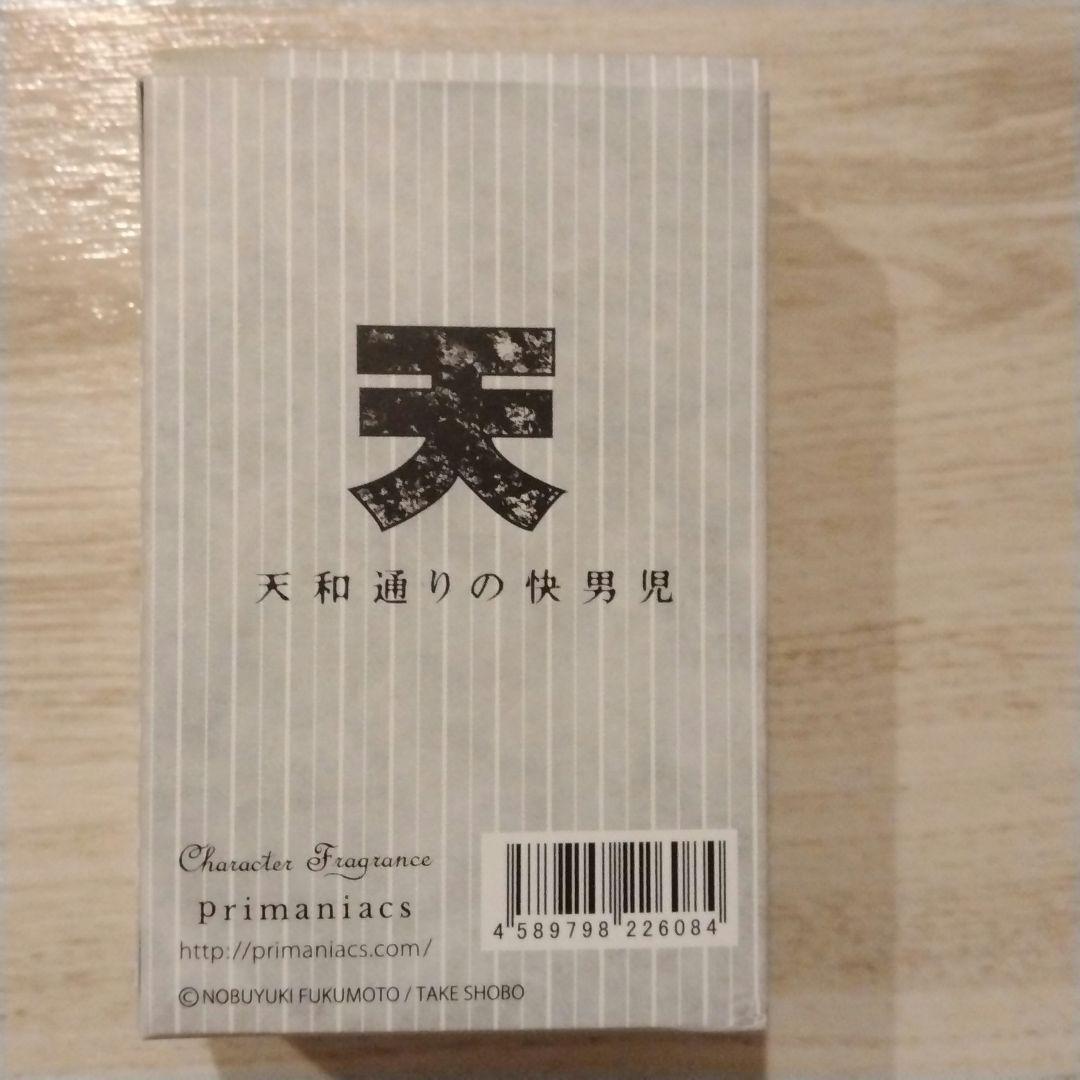 天
天和通りの快男児
Character Fragrance
primaniacs
http://primaniacs.com/
4 589798 226084
©NOBUYUKI FUKUMOTO / TAKE SHOBO